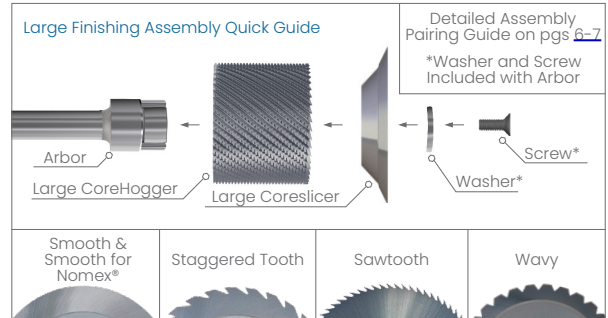 Large Finishing Assembly Quick Guide
Detailed Assembly
Pairing Guide on pgs 6-7
*Washer and Screw
Included with Arbor
Arbor
Large CoreHogger
Large Coreslicer
Washer*
Screw*
Smooth &
Smooth for
Nomex®
Staggered Tooth
Sawtooth
Wavy